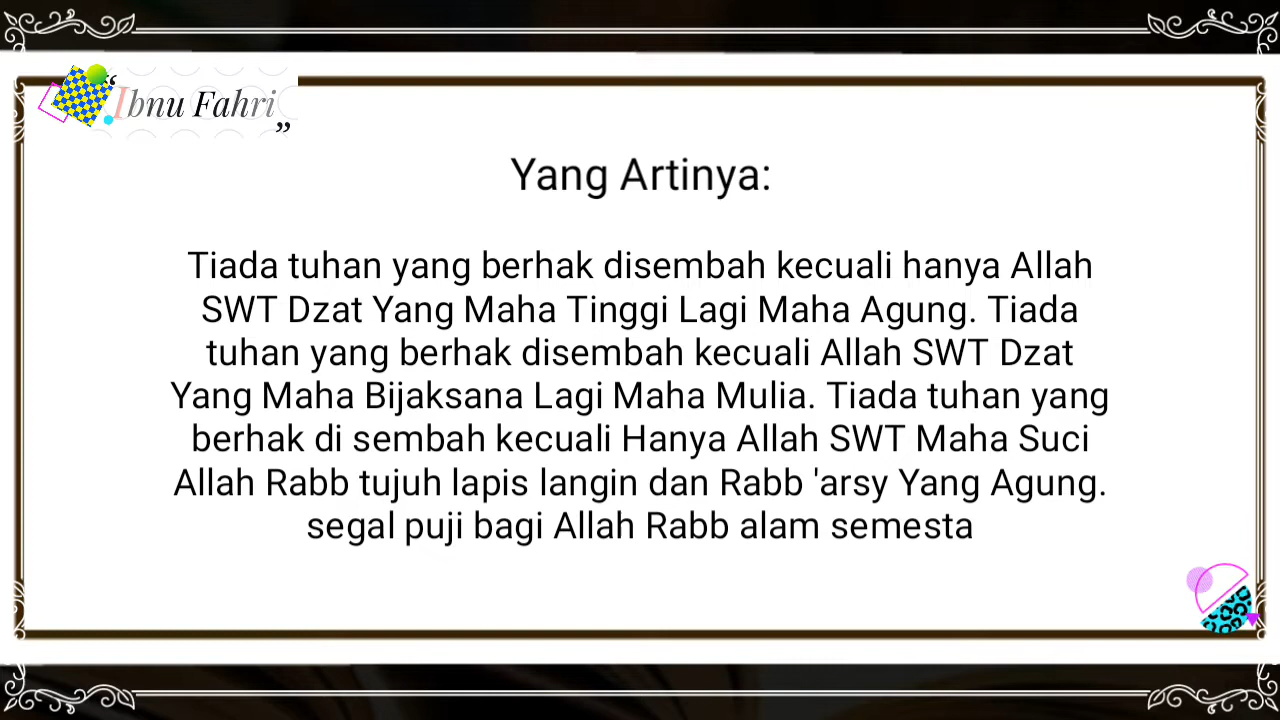 “Ibnu Fahri”
Yang Artinya:
Tiada tuhan yang berhak disembah kecuali hanya Allah
SWT Dzat Yang Maha Tinggi Lagi Maha Agung. Tiada
tuhan yang berhak disembah kecuali Allah SWT Dzat
Yang Maha Bijaksana Lagi Maha Mulia. Tiada tuhan yang
berhak di sembah kecuali Hanya Allah SWT Maha Suci
Allah Rabb tujuh lapis langin dan Rabb 'arsy Yang Agung.
segal puji bagi Allah Rabb alam semesta